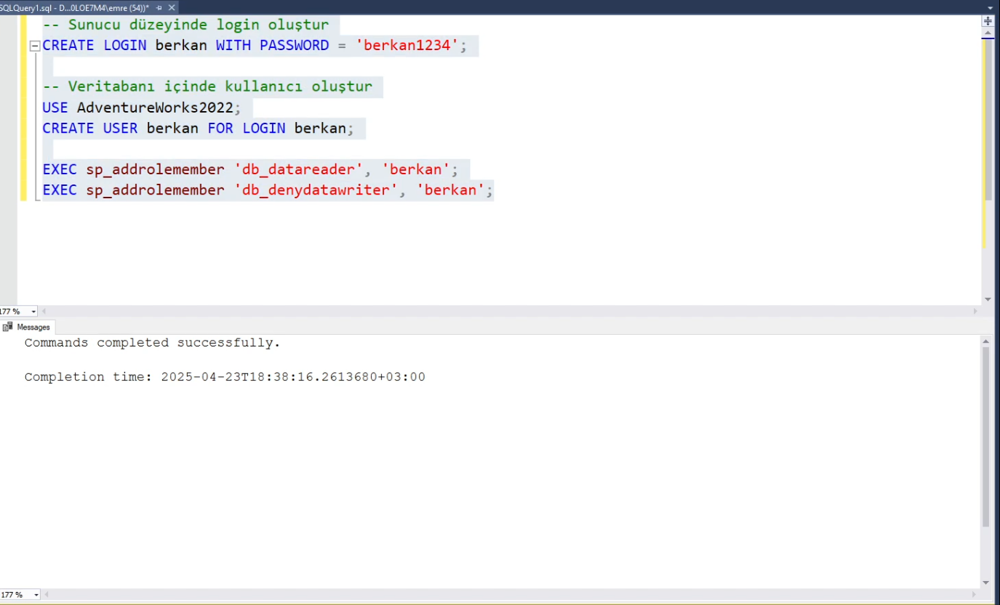 SQLQuery1.sql - D...0LOE7M4\emre (54))*
-- Sunucu düzeyinde login oluştur
CREATE LOGIN berkan WITH PASSWORD = 'berkan1234';
-- Veritabanı içinde kullanıcı oluştur
USE AdventureWorks2022;
CREATE USER berkan FOR LOGIN berkan;
EXEC sp_addrolemember 'db_datareader', 'berkan';
EXEC sp_addrolemember 'db_denydatawriter', 'berkan';
177 %
Messages
Commands completed successfully.
Completion time: 2025-04-23T18:38:16.2613680+03:00
177 %